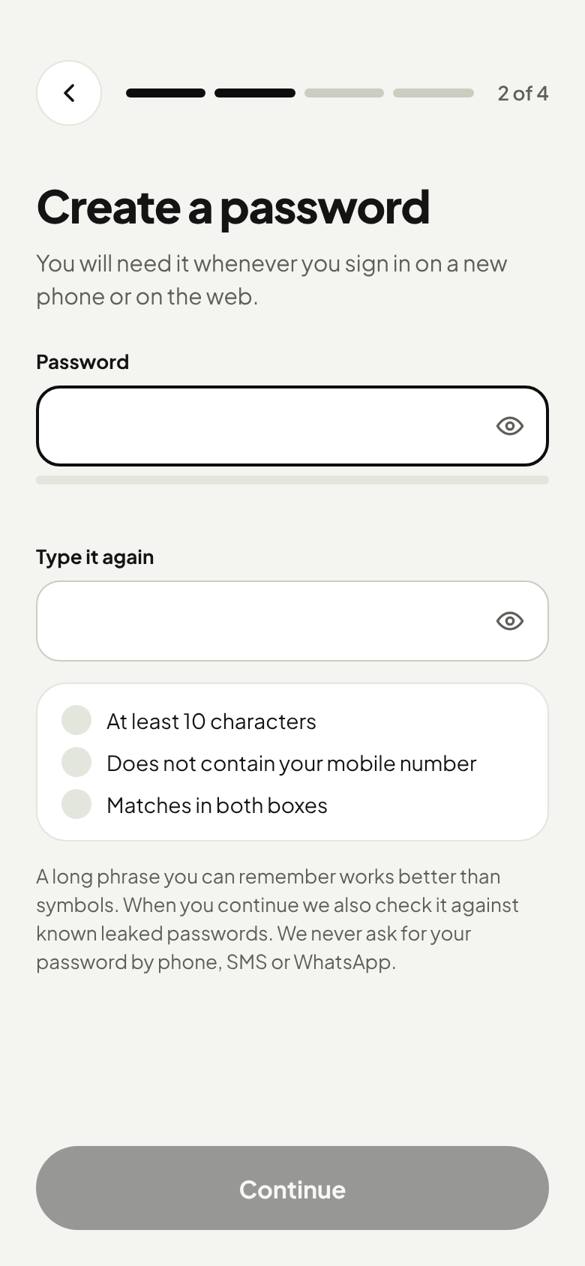 2 of 4
Create a password
You will need it whenever you sign in on a new
phone or on the web.
Password
Type it again
At least 10 characters
Does not contain your mobile number
Matches in both boxes
A long phrase you can remember works better than
symbols. When you continue we also check it against
known leaked passwords. We never ask for your
password by phone, SMS or WhatsApp.
Continue